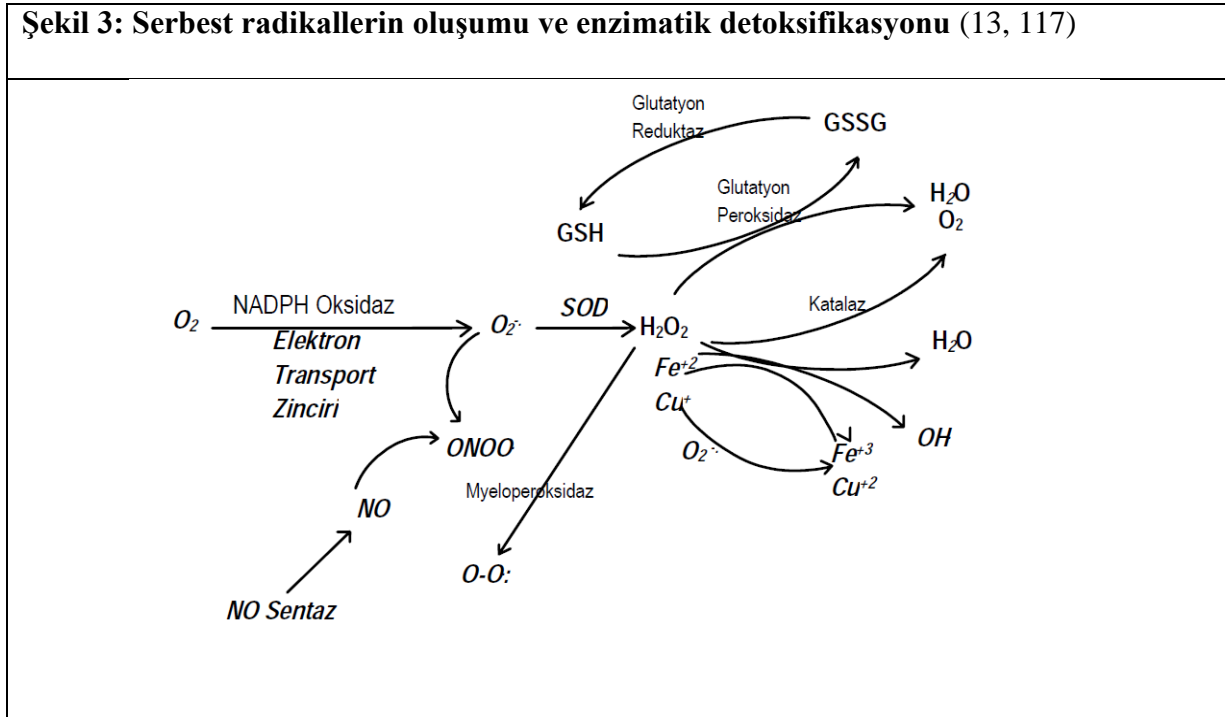 Şekil 3: Serbest radikallerin oluşumu ve enzimatik detoksifikasyonu (13, 117)
Glutatyon
Reduktaz
GSSG
Glutatyon
Peroksidaz
H₂O
O₂
GSH
Katalaz
O₂
NADPH Oksidaz
Elektron
Transport
Zinciri
O₂⁻·
SOD
H₂O₂
H₂O
Fe⁺²
Cu⁺
O₂⁻·
OH
Fe⁺³
Cu⁺²
ONOO
Myeloperoksidaz
NO
O-O:
NO Sentaz